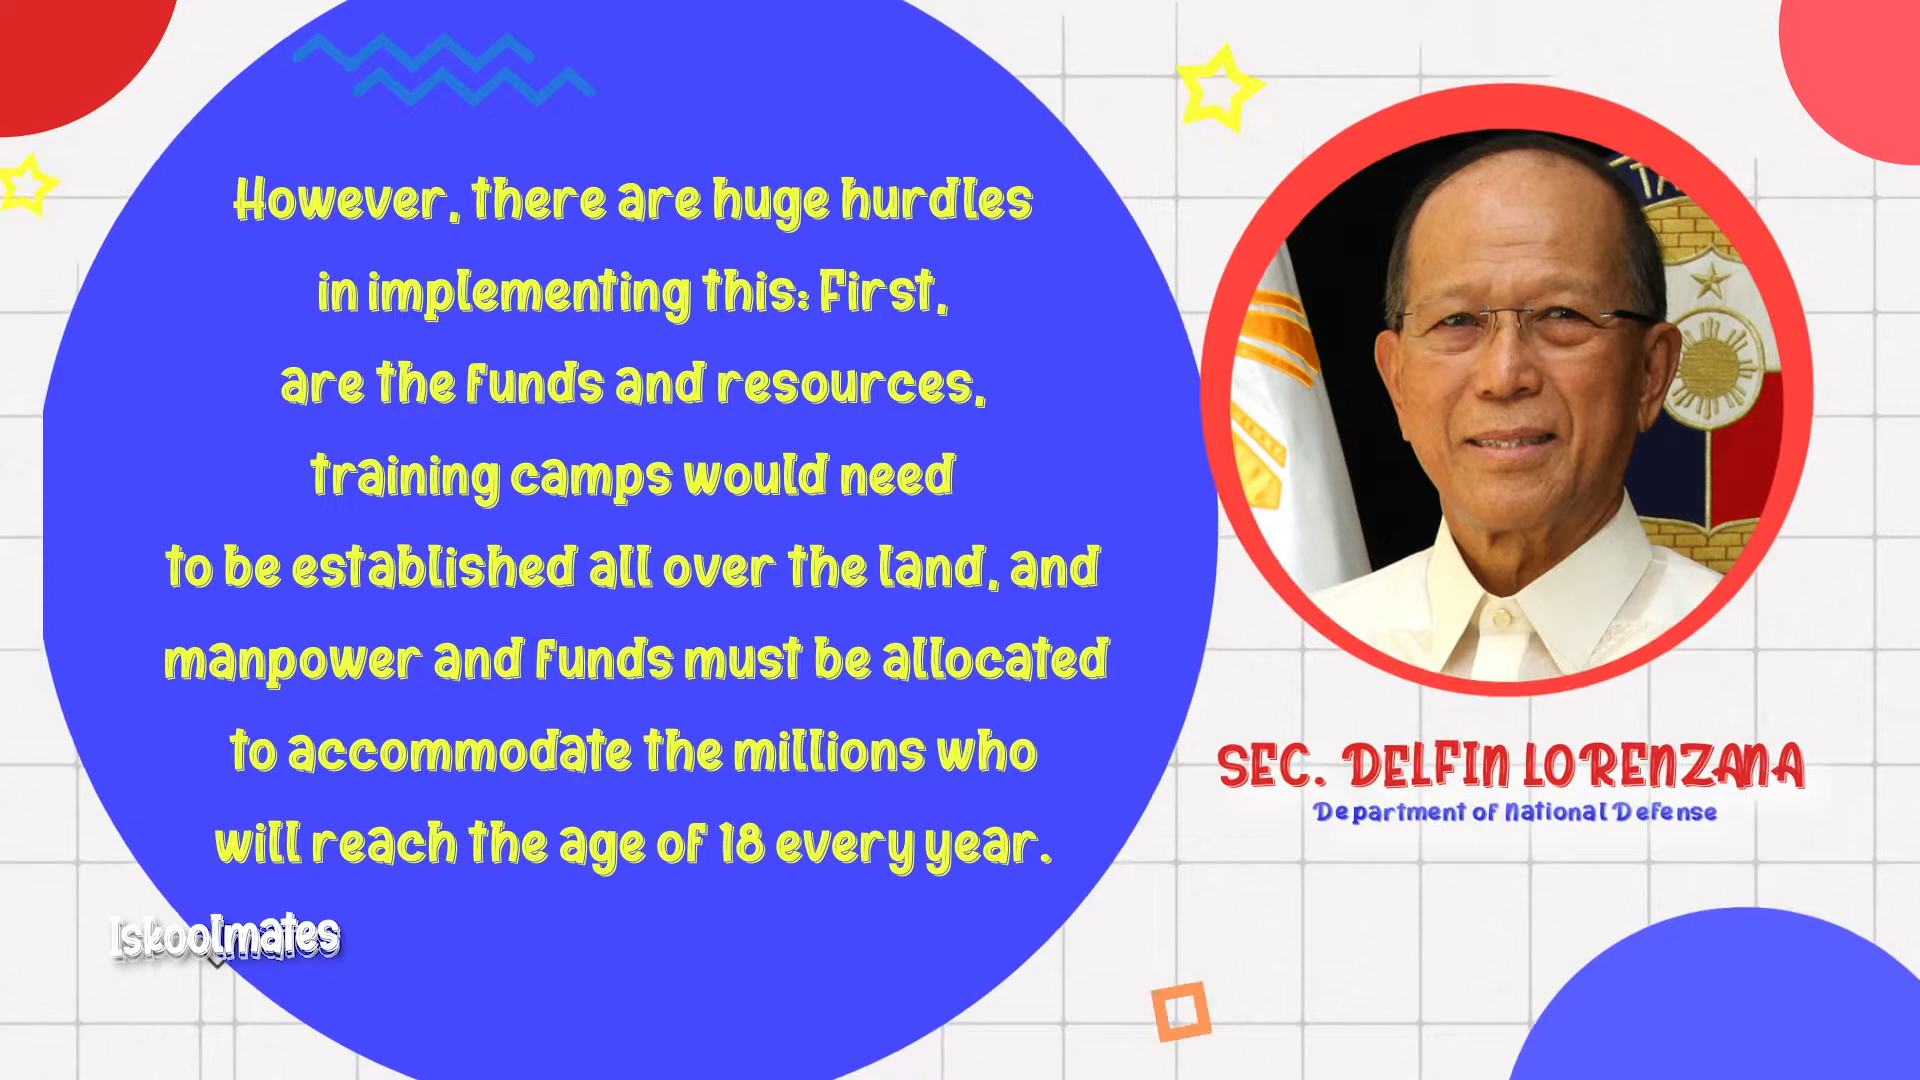 However, there are huge hurdles
in implementing this: First,
are the funds and resources,
training camps would need
to be established all over the land, and
manpower and funds must be allocated
to accommodate the millions who
will reach the age of 18 every year.
Iskoolmates
SEC. DELFIN LORENZANA
Department of National Defense